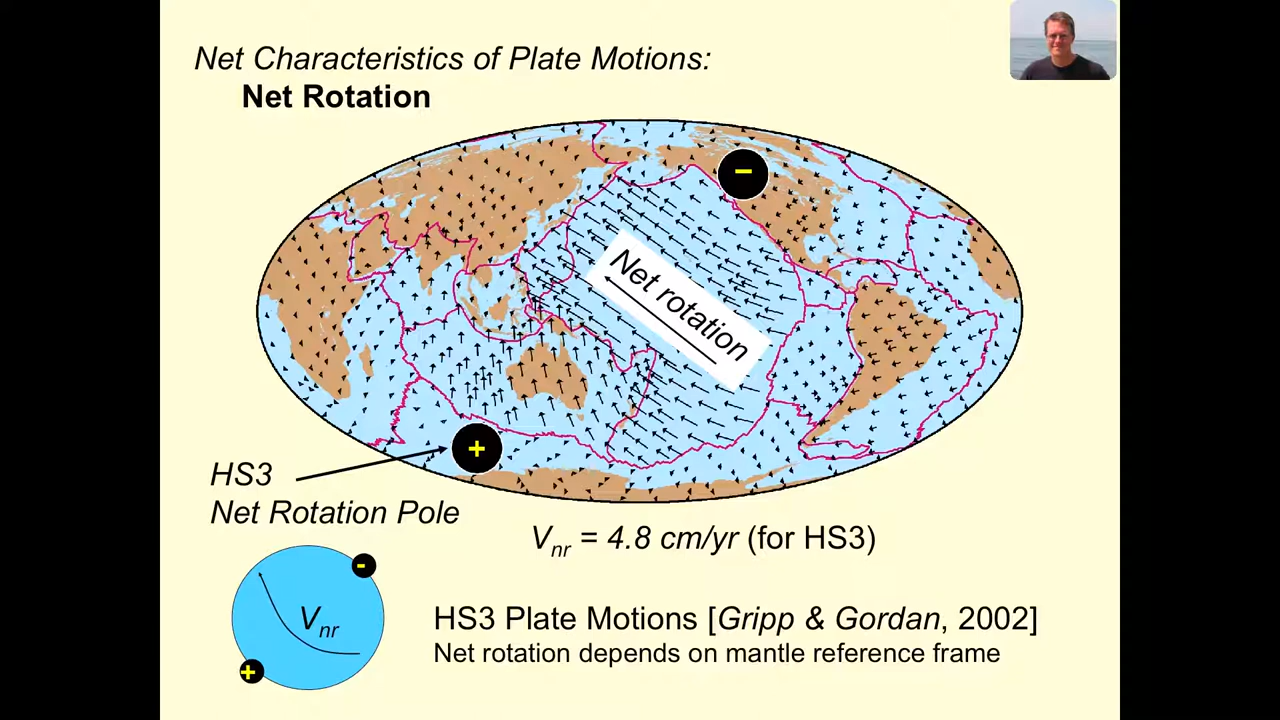 Net Characteristics of Plate Motions:
Net Rotation
−
Net rotation
+
HS3
Net Rotation Pole
Vnr = 4.8 cm/yr (for HS3)
-
Vnr
+
HS3 Plate Motions [Gripp & Gordan, 2002]
Net rotation depends on mantle reference frame